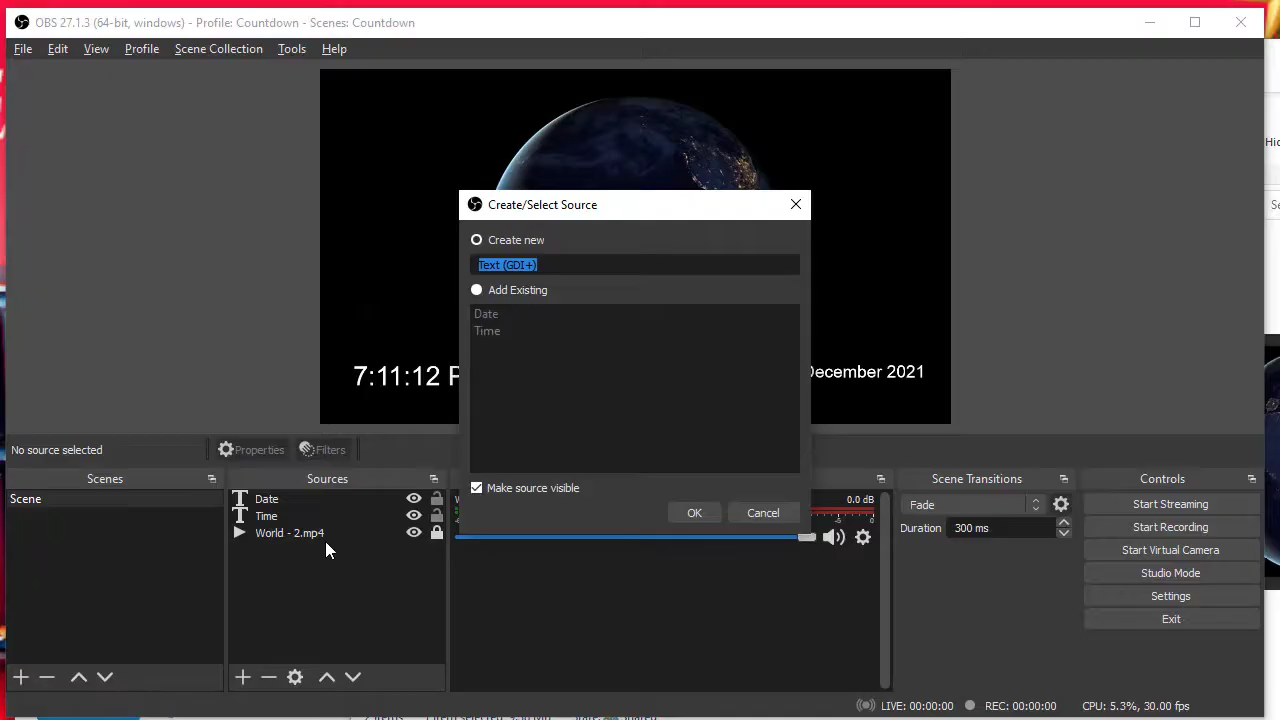 OBS 27.1.3 (64-bit, windows) - Profile: Countdown - Scenes: Countdown
File Edit View Profile Scene Collection Tools Help
Hic
Se
Create/Select Source
Create new
Text (GDI+)
Add Existing
Date
Time
7:11:12 P
December 2021
Make source visible
OK Cancel
No source selected
Properties
Filters
Scenes
Sources
Scene Transitions
Controls
Scene
Date
Time
World - 2.mp4
0.0 dB
Fade
Duration 300 ms
Start Streaming
Start Recording
Start Virtual Camera
Studio Mode
Settings
Exit
LIVE: 00:00:00 REC: 00:00:00 CPU: 5.3%, 30.00 fps